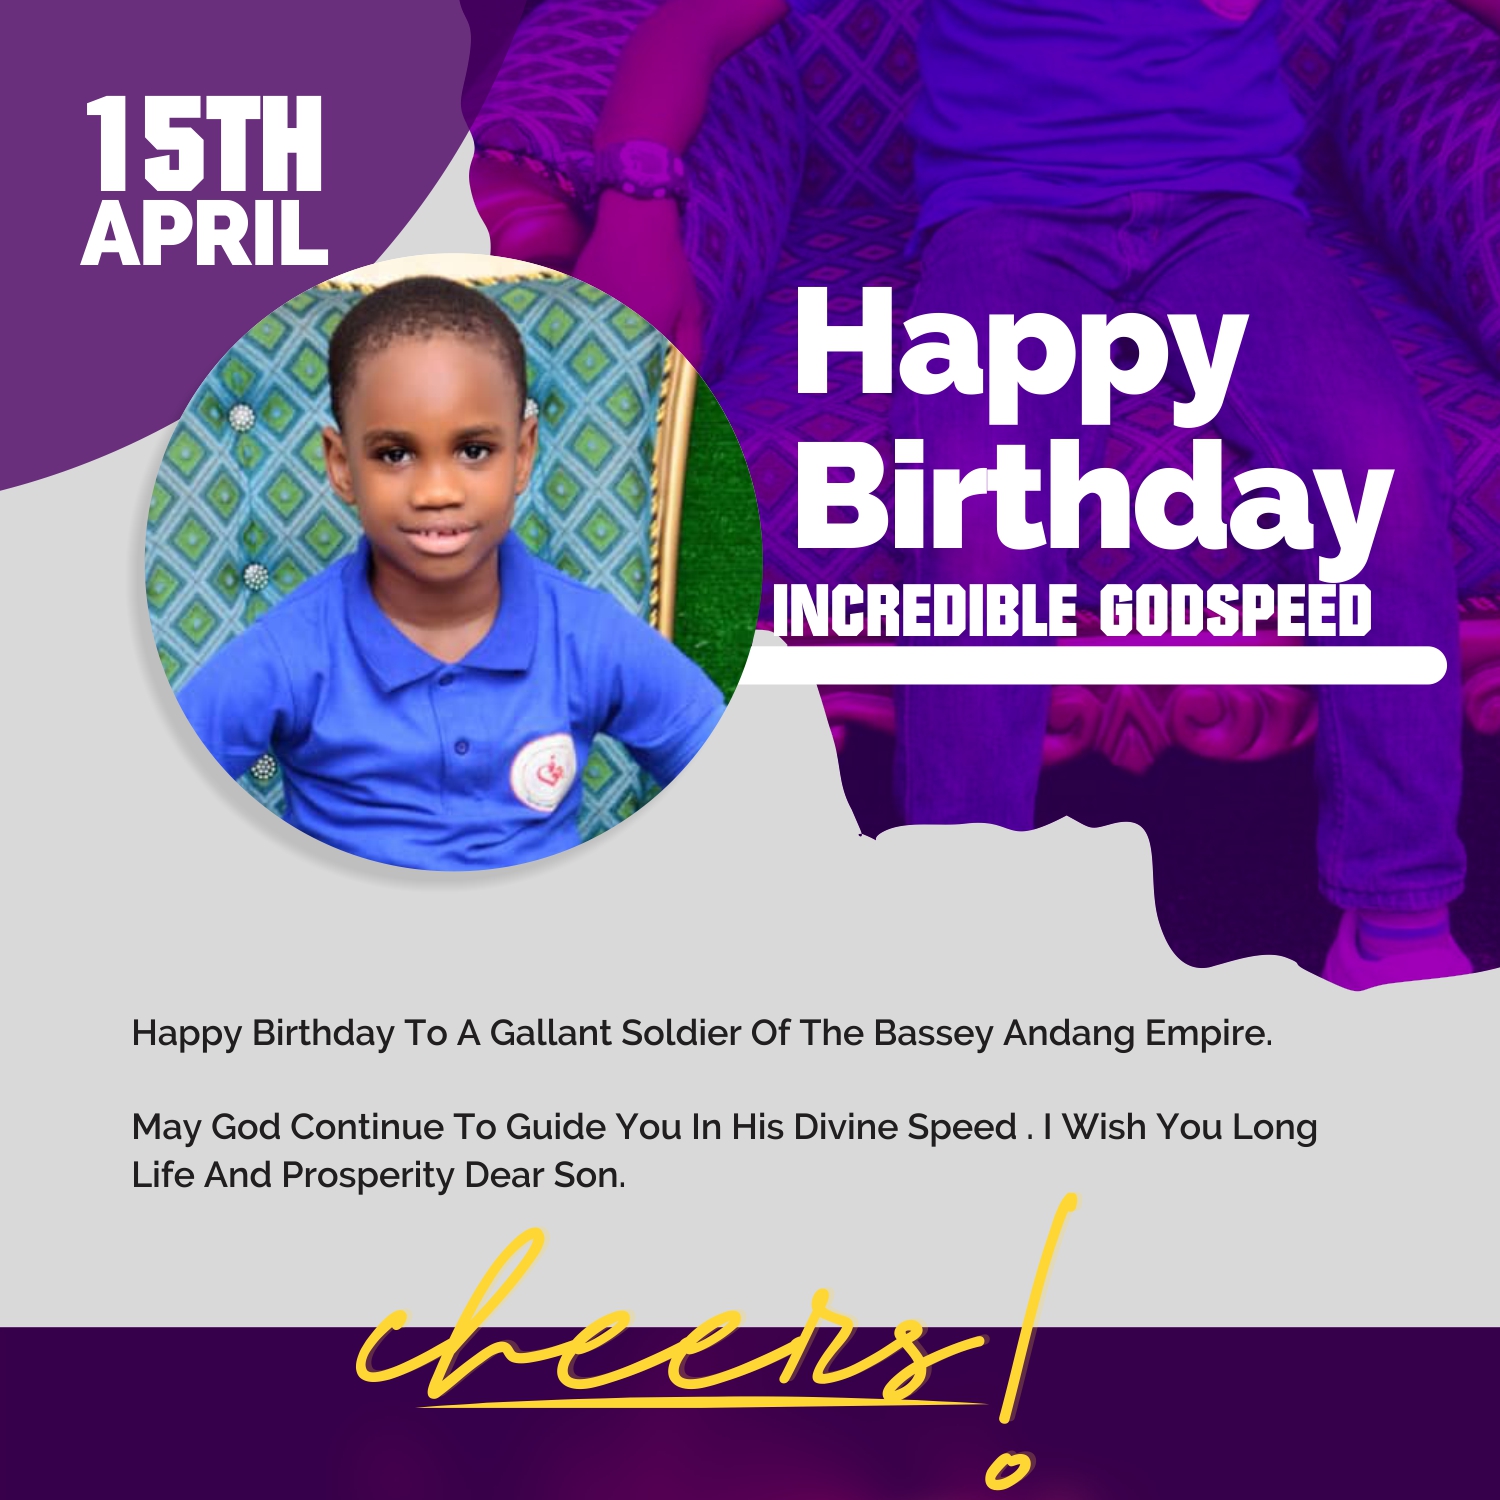 15TH
APRIL
Happy
Birthday
INCREDIBLE GODSPEED
Happy Birthday To A Gallant Soldier Of The Bassey Andang Empire.
May God Continue To Guide You In His Divine Speed . I Wish You Long
Life And Prosperity Dear Son.
cheers!